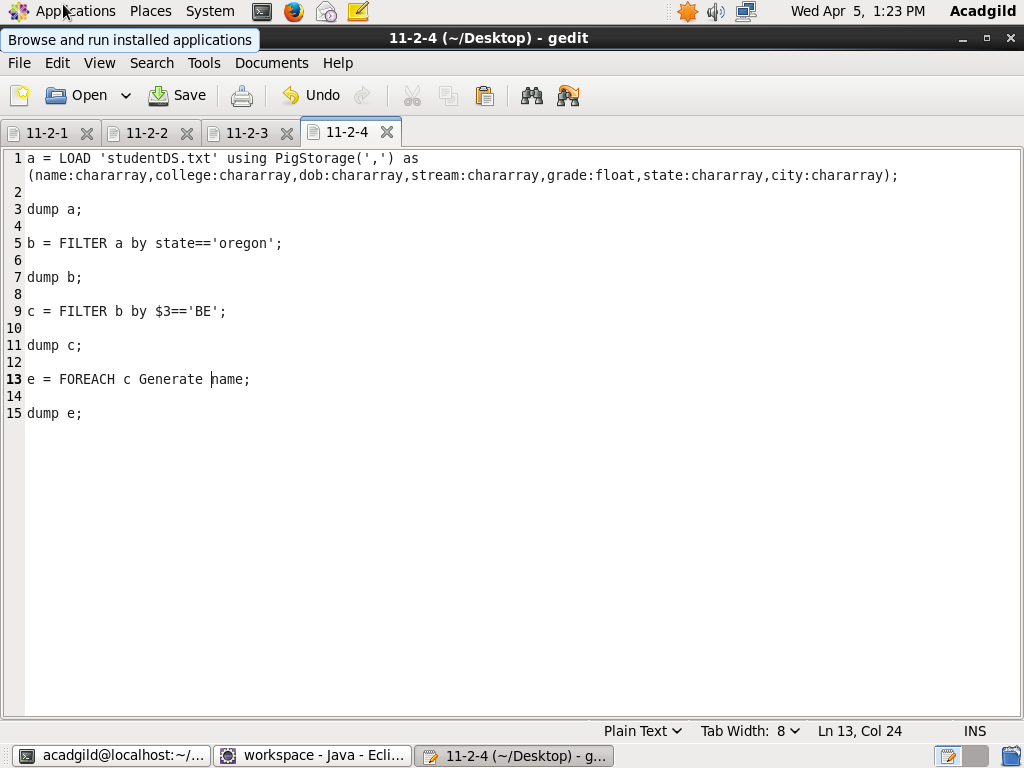 Applications Places System Wed Apr 5, 1:23 PM Acadgild
Browse and run installed applications
11-2-4 (~/Desktop) - gedit
File Edit View Search Tools Documents Help
Open Save Undo
11-2-1 11-2-2 11-2-3 11-2-4
1 a = LOAD 'studentDS.txt' using PigStorage(',') as
(name:chararray,college:chararray,dob:chararray,stream:chararray,grade:float,state:chararray,city:chararray);
2
3 dump a;
4
5 b = FILTER a by state=='oregon';
6
7 dump b;
8
9 c = FILTER b by $3=='BE';
10
11 dump c;
12
13 e = FOREACH c Generate name;
14
15 dump e;
Plain Text Tab Width: 8 Ln 13, Col 24 INS
acadgild@localhost:~/... workspace - Java - Ecli... 11-2-4 (~/Desktop) - g...